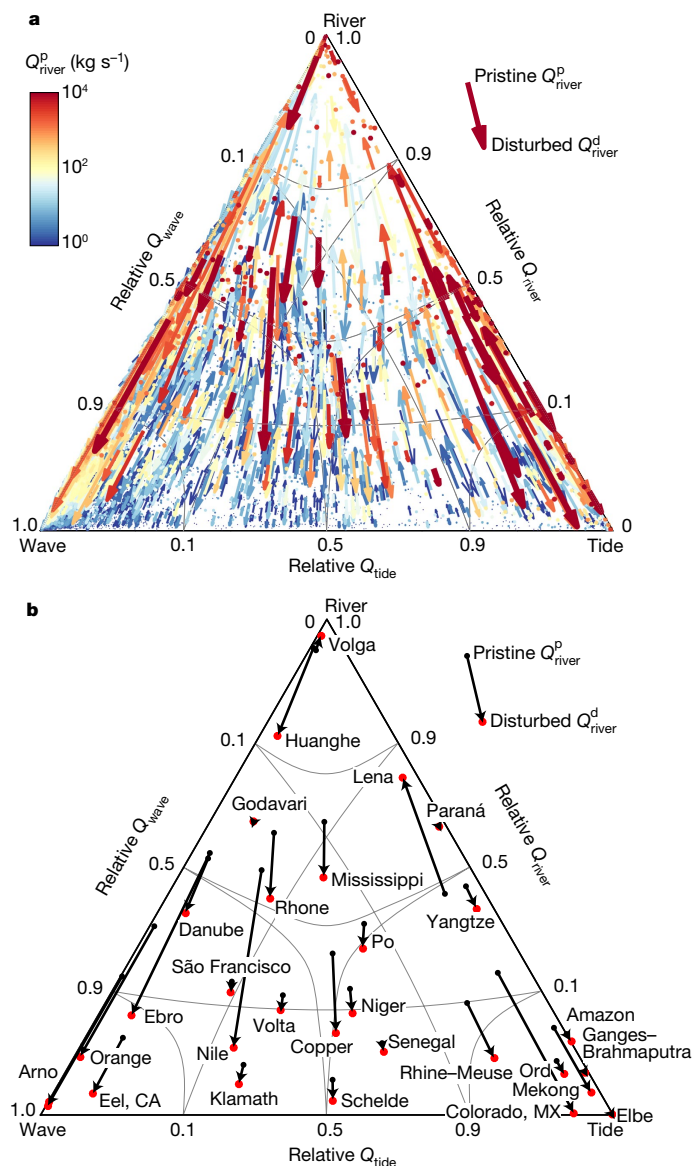 a
River
0 1.0
Q^p_river (kg s⁻¹)
10⁴
10²
10⁰
Pristine Q^p_river
Disturbed Q^d_river
0.1
0.9
Relative Q_wave
Relative Q_river
0.5
0.5
0.9
0.1
1.0
0
Wave
0.1
0.5
0.9
Tide
Relative Q_tide
b
River
0 1.0
Volga
Pristine Q^p_river
Disturbed Q^d_river
Huanghe
0.1
0.9
Lena
Godavari
Paraná
Relative Q_wave
Relative Q_river
0.5
0.5
Mississippi
Rhone
Yangtze
Danube
Po
São Francisco
0.9
0.1
Ebro
Volta
Niger
Amazon
Ganges–
Brahmaputra
Arno
Orange
Nile
Copper
Senegal
Rhine–Meuse
Ord
Mekong
Eel, CA
Klamath
Schelde
Colorado, MX
Elbe
1.0
Wave
0.1
0.5
0.9
Tide
Relative Q_tide